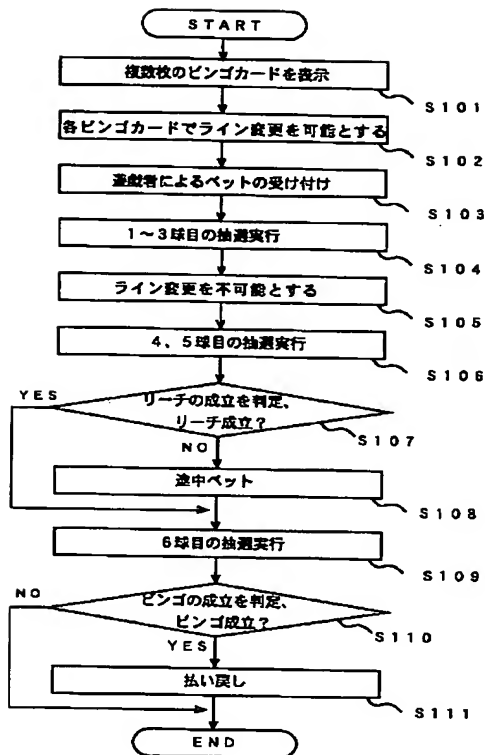 START
複数枚のビンゴカードを表示
S101
各ビンゴカードでライン変更を可能とする
S102
遊戯者によるベットの受け付け
S103
1～3球目の抽選実行
S104
ライン変更を不可能とする
S105
4、5球目の抽選実行
S106
YES
リーチの成立を判定、
リーチ成立？
S107
NO
途中ベット
S108
6球目の抽選実行
S109
NO
ビンゴの成立を判定、
ビンゴ成立？
S110
YES
払い戻し
S111
END